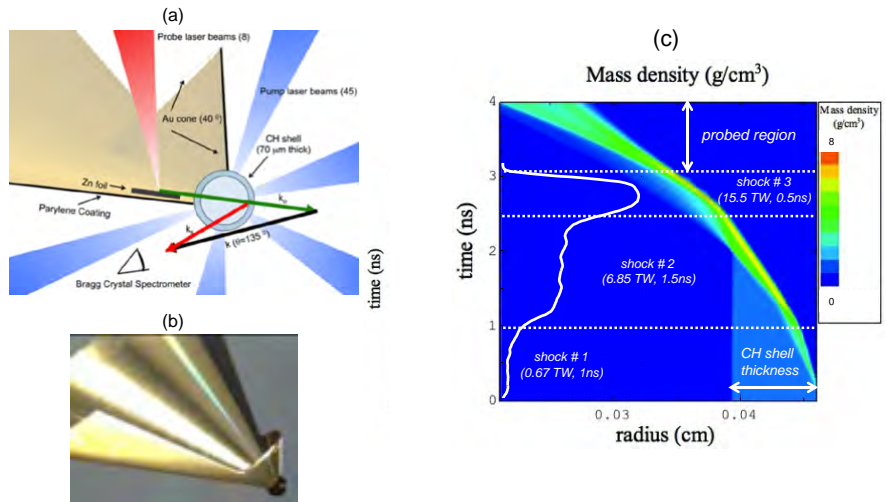 (a)
Probe laser beams (8)
Pump laser beams (45)
Au cone (40 º)
CH shell
(70 µm thick)
Zn foil
Parylene Coating
k₀
kₛ
k (θ=135 º)
Bragg Crystal Spectrometer
time (ns)
(b)
(c)
Mass density (g/cm³)
4
3
2
1
0
time (ns)
probed region
shock # 3
(15.5 TW, 0.5ns)
shock # 2
(6.85 TW, 1.5ns)
shock # 1
(0.67 TW, 1ns)
CH shell
thickness
0.03
0.04
radius (cm)
Mass density
(g/cm³)
8
0